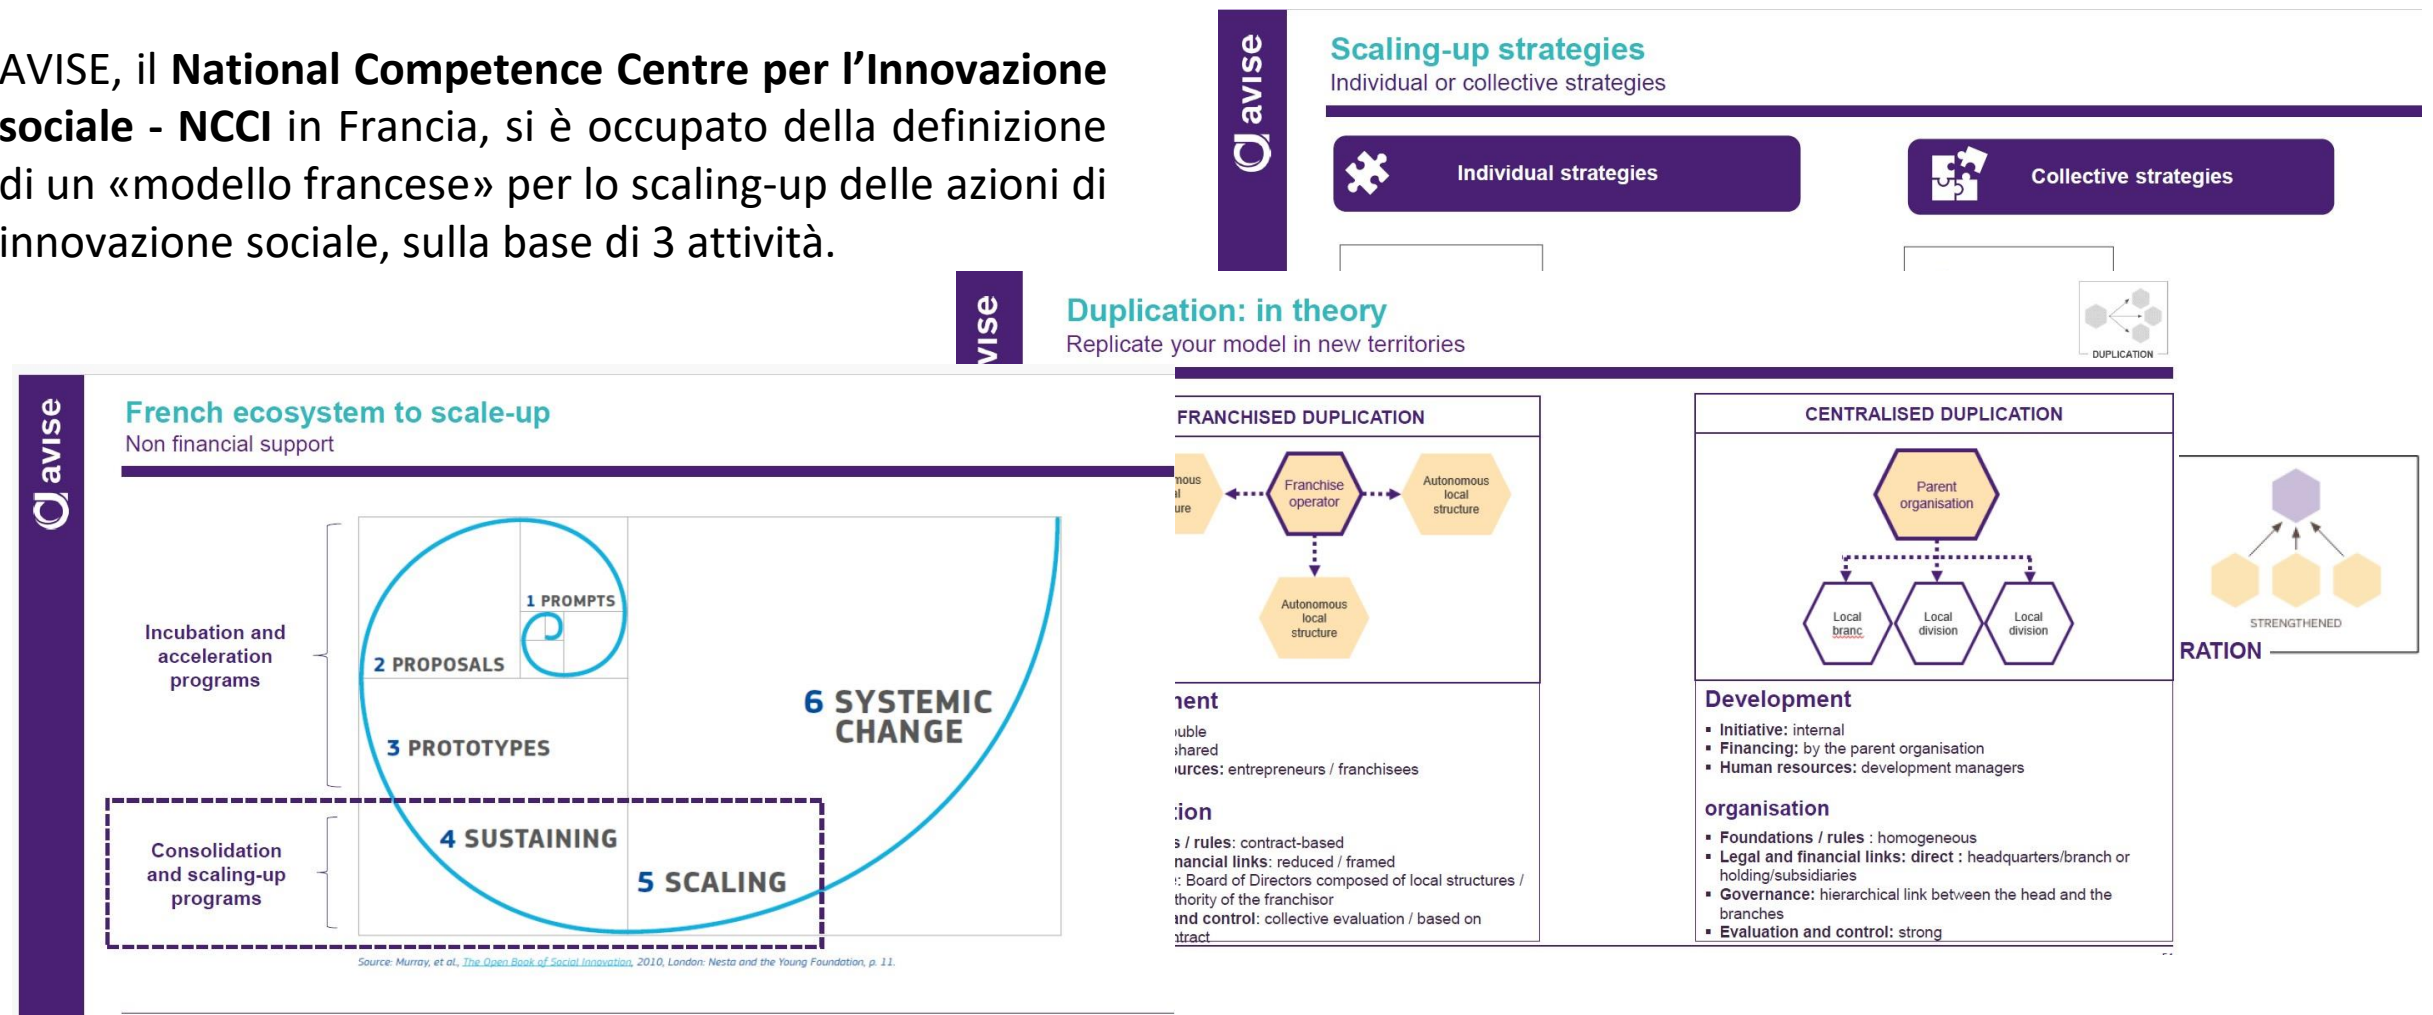 AVISE, il National Competence Centre per l’Innovazione
sociale - NCCI in Francia, si è occupato della definizione
di un «modello francese» per lo scaling-up delle azioni di
innovazione sociale, sulla base di 3 attività.
avise
Scaling-up strategies
Individual or collective strategies
Individual strategies
Collective strategies
Duplication: in theory
Replicate your model in new territories
DUPLICATION
avise
French ecosystem to scale-up
Non financial support
Incubation and
acceleration
programs
Consolidation
and scaling-up
programs
1 PROMPTS
2 PROPOSALS
3 PROTOTYPES
4 SUSTAINING
5 SCALING
6 SYSTEMIC
CHANGE
Source: Murray, et al., The Open Book of Social Innovation, 2010, London: Nesta and the Young Foundation, p. 11.
FRANCHISED DUPLICATION
Franchise
operator
Autonomous
local
structure
Autonomous
local
structure
entrepreneurs / franchisees
/ rules: contract-based
links: reduced / framed
: Board of Directors composed of local structures /
of the franchisor
and control: collective evaluation / based on
CENTRALISED DUPLICATION
Parent
organisation
Local
branc
Local
division
Local
division
Development
▪ Initiative: internal
▪ Financing: by the parent organisation
▪ Human resources: development managers
organisation
▪ Foundations / rules : homogeneous
▪ Legal and financial links: direct : headquarters/branch or
holding/subsidiaries
▪ Governance: hierarchical link between the head and the
branches
▪ Evaluation and control: strong
STRENGTHENED